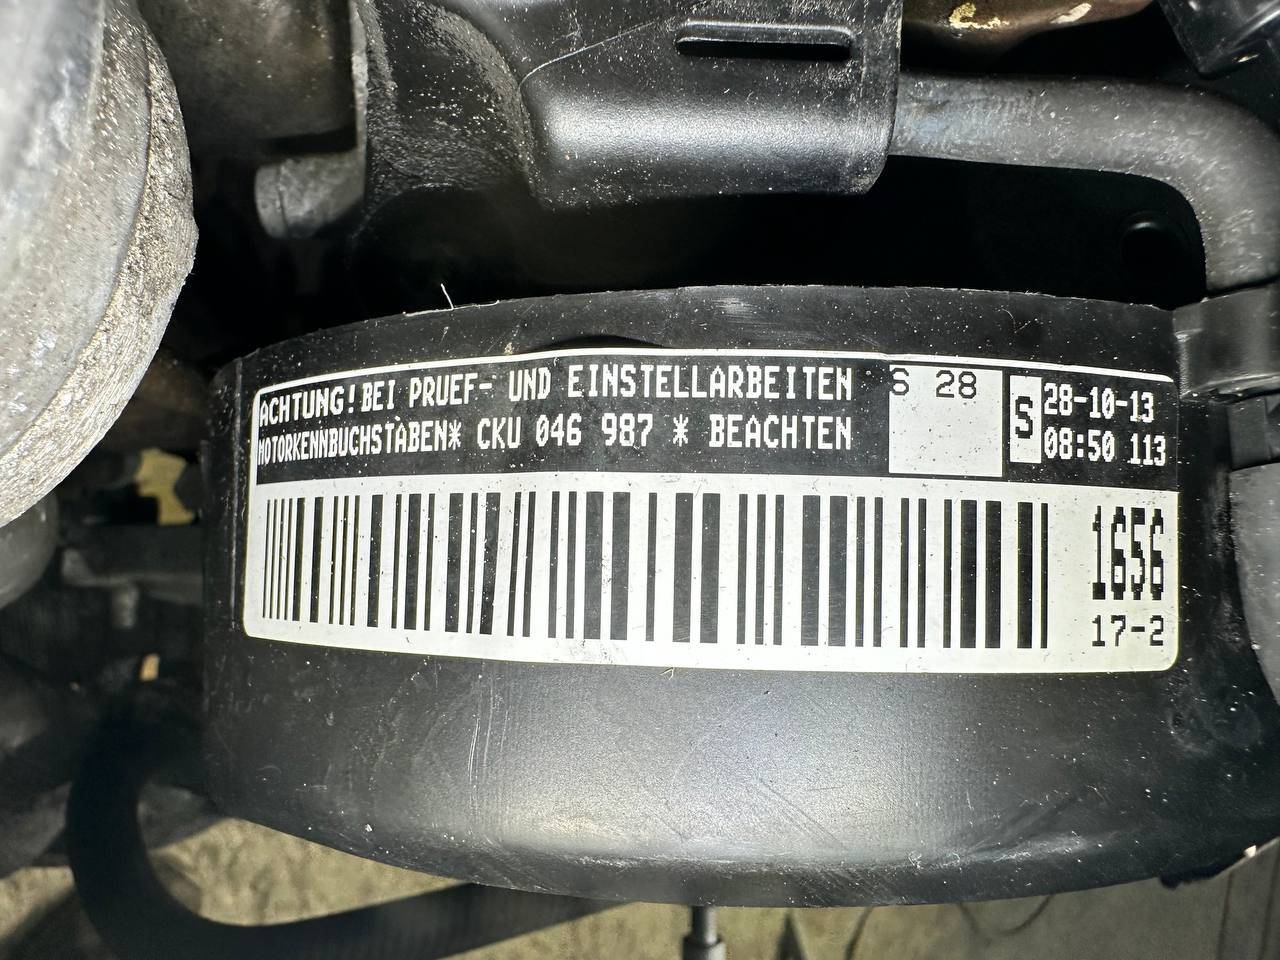 ACHTUNG! BEI PRUEF- UND EINSTELLARBEITEN
MOTORKENNBUCHSTABEN* CKU 046 987 * BEACHTEN
S 28
S
28-10-13
08:50 113
1656
17-2